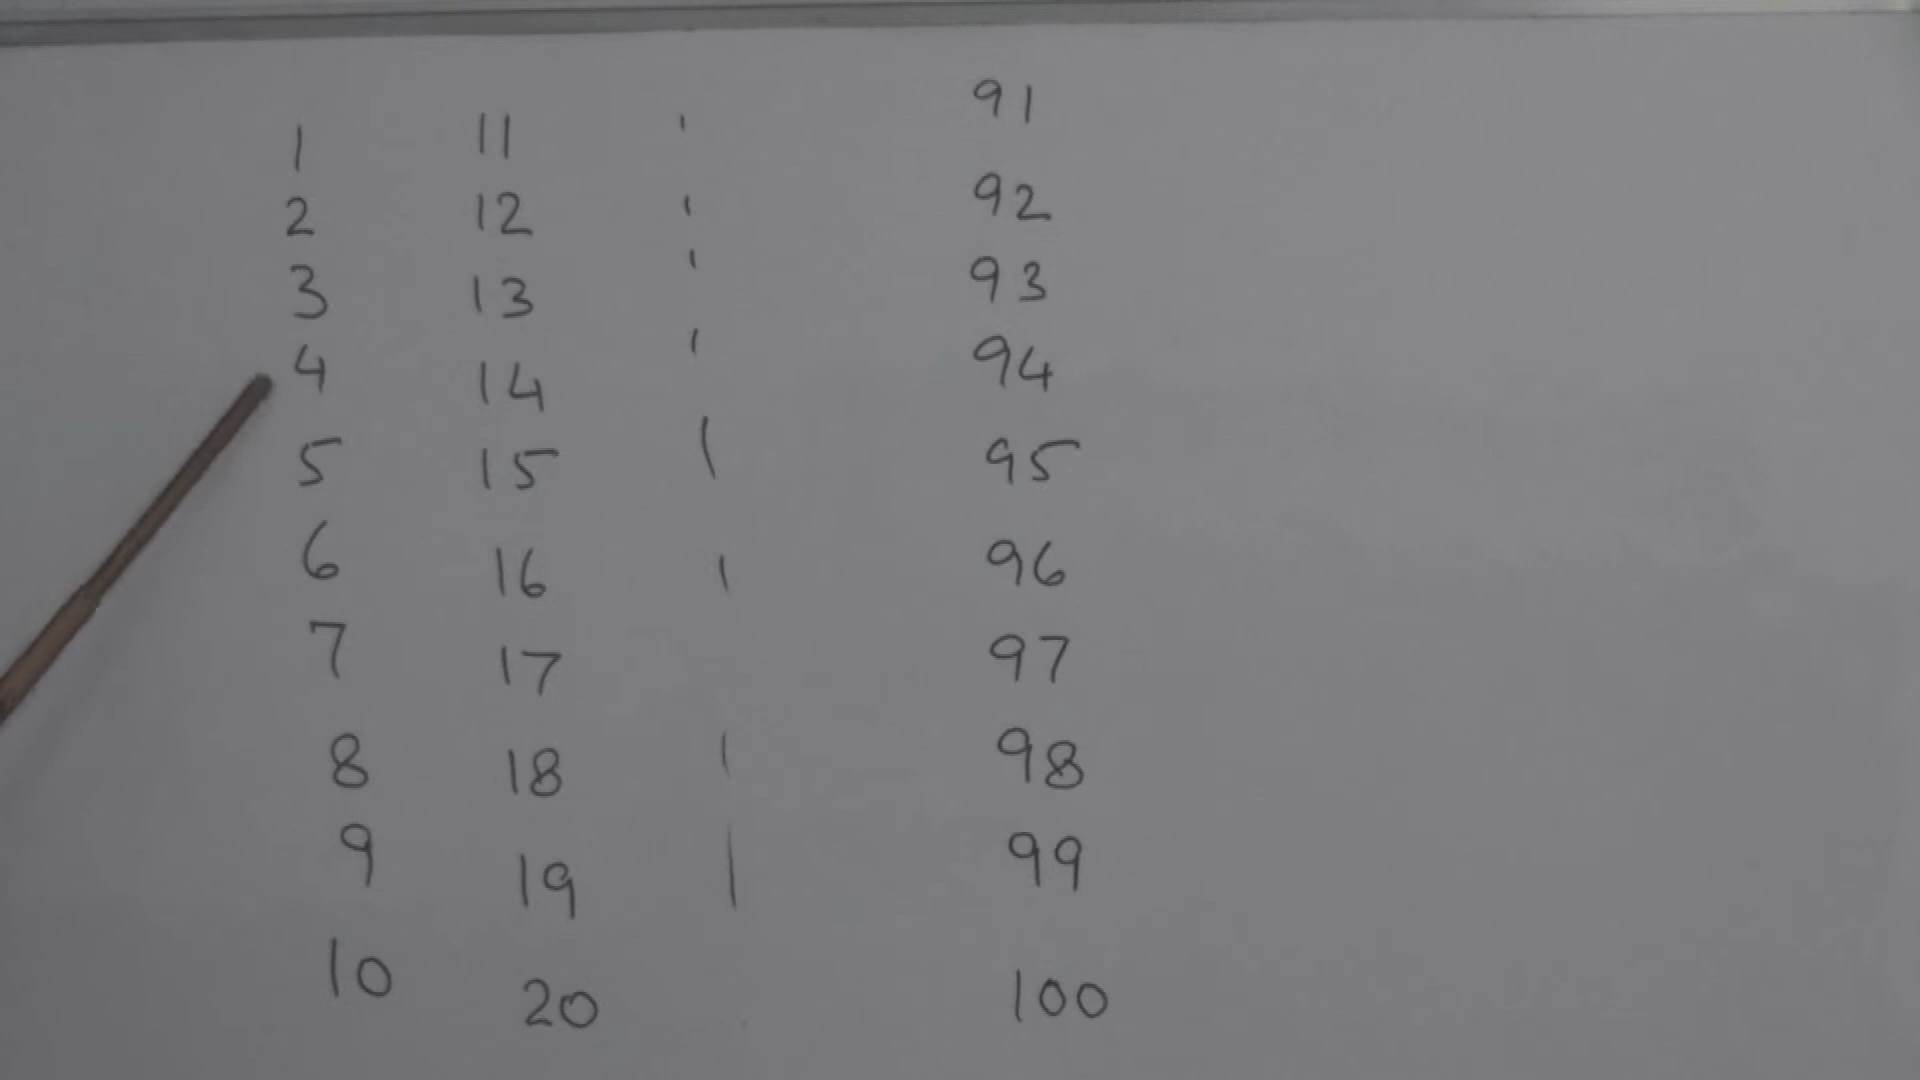 1 11 ' 91
2 12 ' 92
3 13 ' 93
4 14 ' 94
5 15 | 95
6 16 ' 96
7 17 97
8 18 ' 98
9 19 | 99
10 20 100